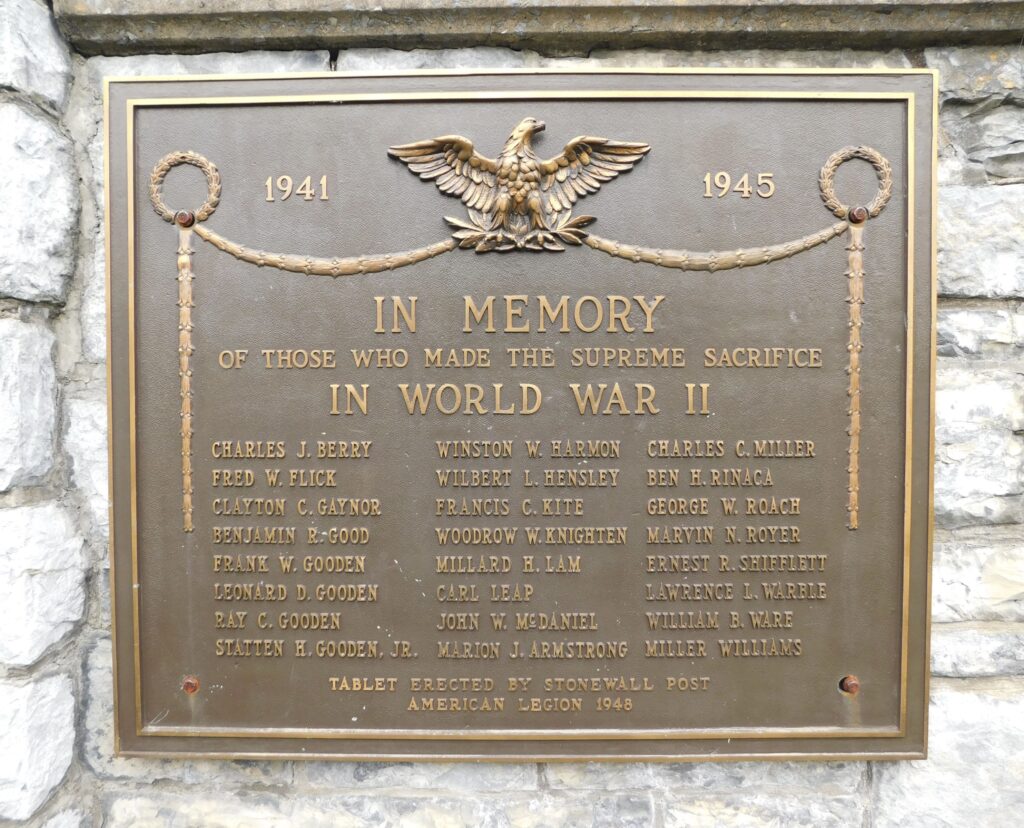 1941 1945
IN MEMORY
OF THOSE WHO MADE THE SUPREME SACRIFICE
IN WORLD WAR II
CHARLES J. BERRY
FRED W. FLICK
CLAYTON C. GAYNOR
BENJAMIN R. GOOD
FRANK W. GOODEN
LEONARD D. GOODEN
RAY C. GOODEN
STATTEN H. GOODEN, JR.
WINSTON W. HARMON
WILBERT L. HENSLEY
FRANCIS C. KITE
WOODROW W. KNIGHTEN
MILLARD H. LAM
CARL LEAP
JOHN W. McDANIEL
MARION J. ARMSTRONG
CHARLES C. MILLER
BEN H. RINACA
GEORGE W. ROACH
MARVIN N. ROYER
ERNEST R. SHIFFLETT
LAWRENCE L. WARBLE
WILLIAM B. WARE
MILLER WILLIAMS
TABLET ERECTED BY STONEWALL POST
AMERICAN LEGION 1948